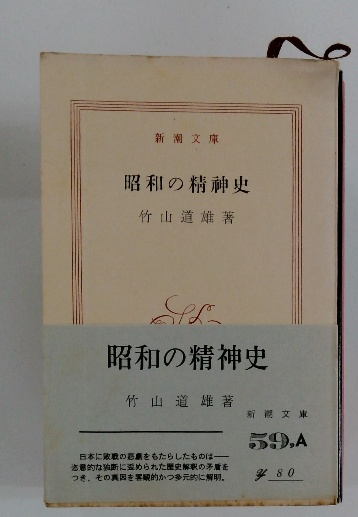 新潮文庫
昭和の精神史
竹山道雄著
昭和の精神史
竹山道雄著
新潮文庫
59,A
¥80
日本に敗戦の悲劇をもたらしたものは──
恣意的な独断に歪められた歴史解釈の矛盾を
つき、その真因を客観的かつ多元的に解明。